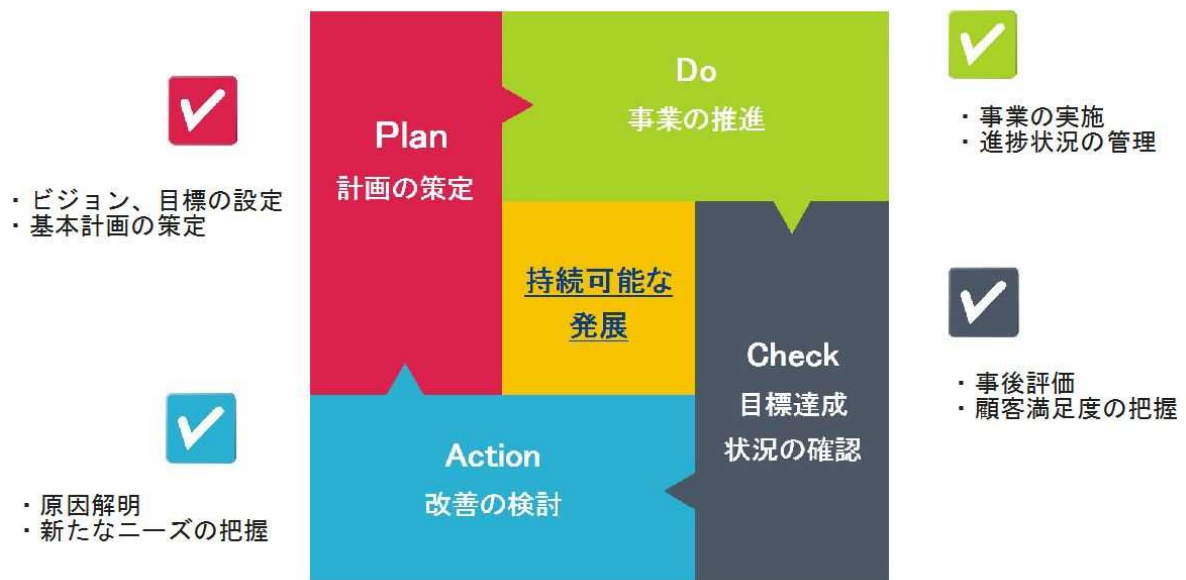 Plan
計画の策定
・ビジョン、目標の設定
・基本計画の策定
Do
事業の推進
・事業の実施
・進捗状況の管理
持続可能な
発展
Check
目標達成
状況の確認
・事後評価
・顧客満足度の把握
Action
改善の検討
・原因解明
・新たなニーズの把握